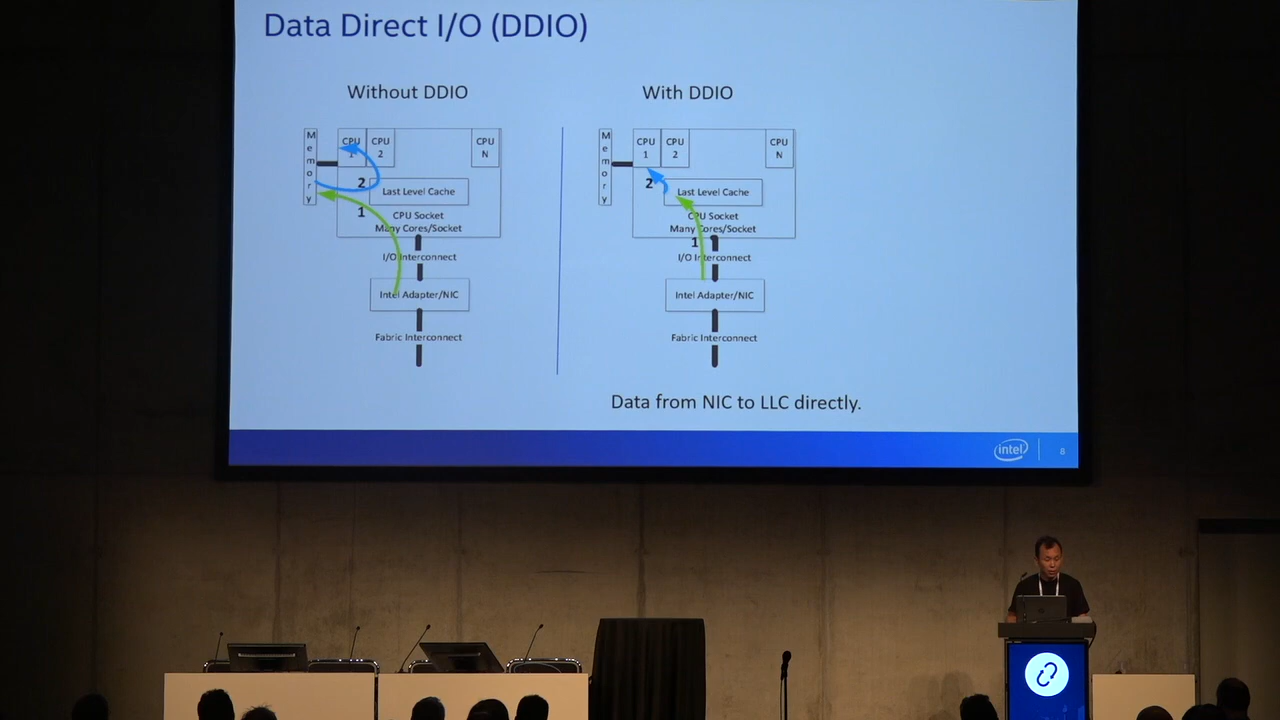 Data Direct I/O (DDIO)
Without DDIO
With DDIO
Memory
CPU 1
CPU 2
CPU N
2
Last Level Cache
1
CPU Socket
Many Cores/Socket
I/O Interconnect
Intel Adapter/NIC
Fabric Interconnect
Memory
CPU 1
CPU 2
CPU N
2
Last Level Cache
CPU Socket
Many Cores/Socket
1
I/O Interconnect
Intel Adapter/NIC
Fabric Interconnect
Data from NIC to LLC directly.
intel
8